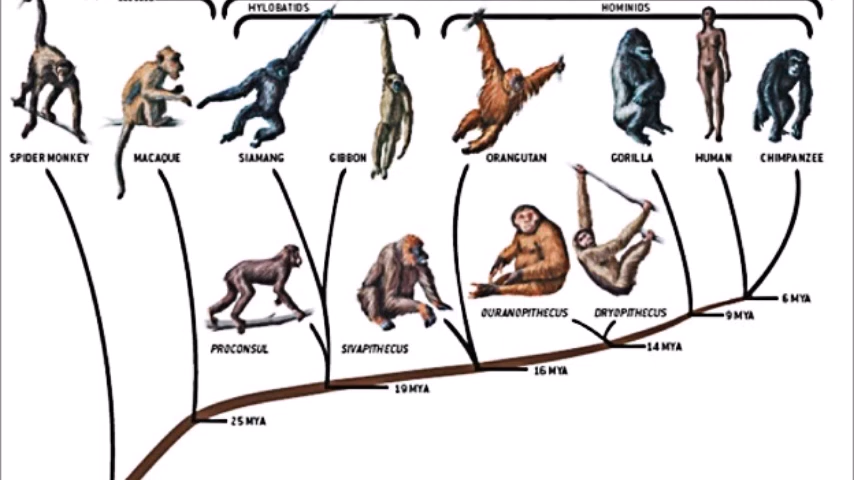 HYLOBATIDS
HOMINIDS
SPIDER MONKEY
MACAQUE
SIAMANG
GIBBON
ORANGUTAN
GORILLA
HUMAN
CHIMPANZEE
PROCONSUL
SIVAPITHECUS
OURANOPITHECUS
DRYOPITHECUS
6 MYA
9 MYA
14 MYA
16 MYA
19 MYA
25 MYA